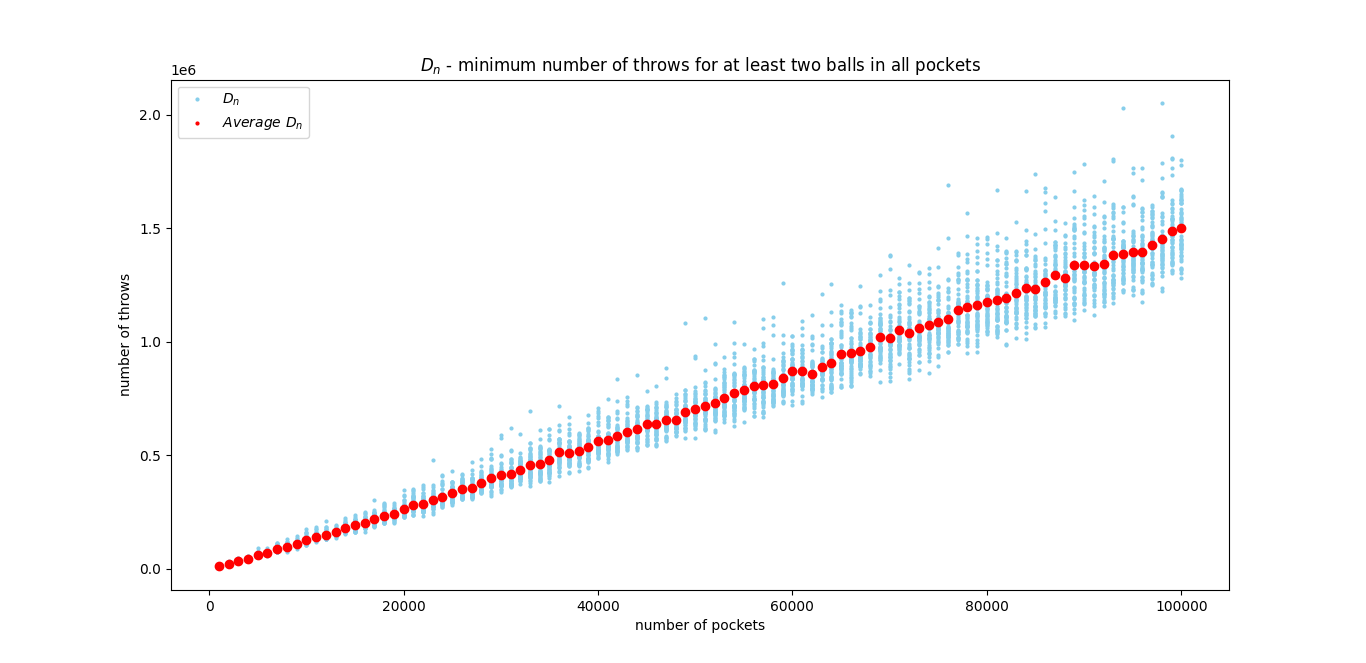 D_n - minimum number of throws for at least two balls in all pockets
1e6
D_n
Average D_n
2.0
1.5
1.0
0.5
0.0
number of throws
0 20000 40000 60000 80000 100000
number of pockets